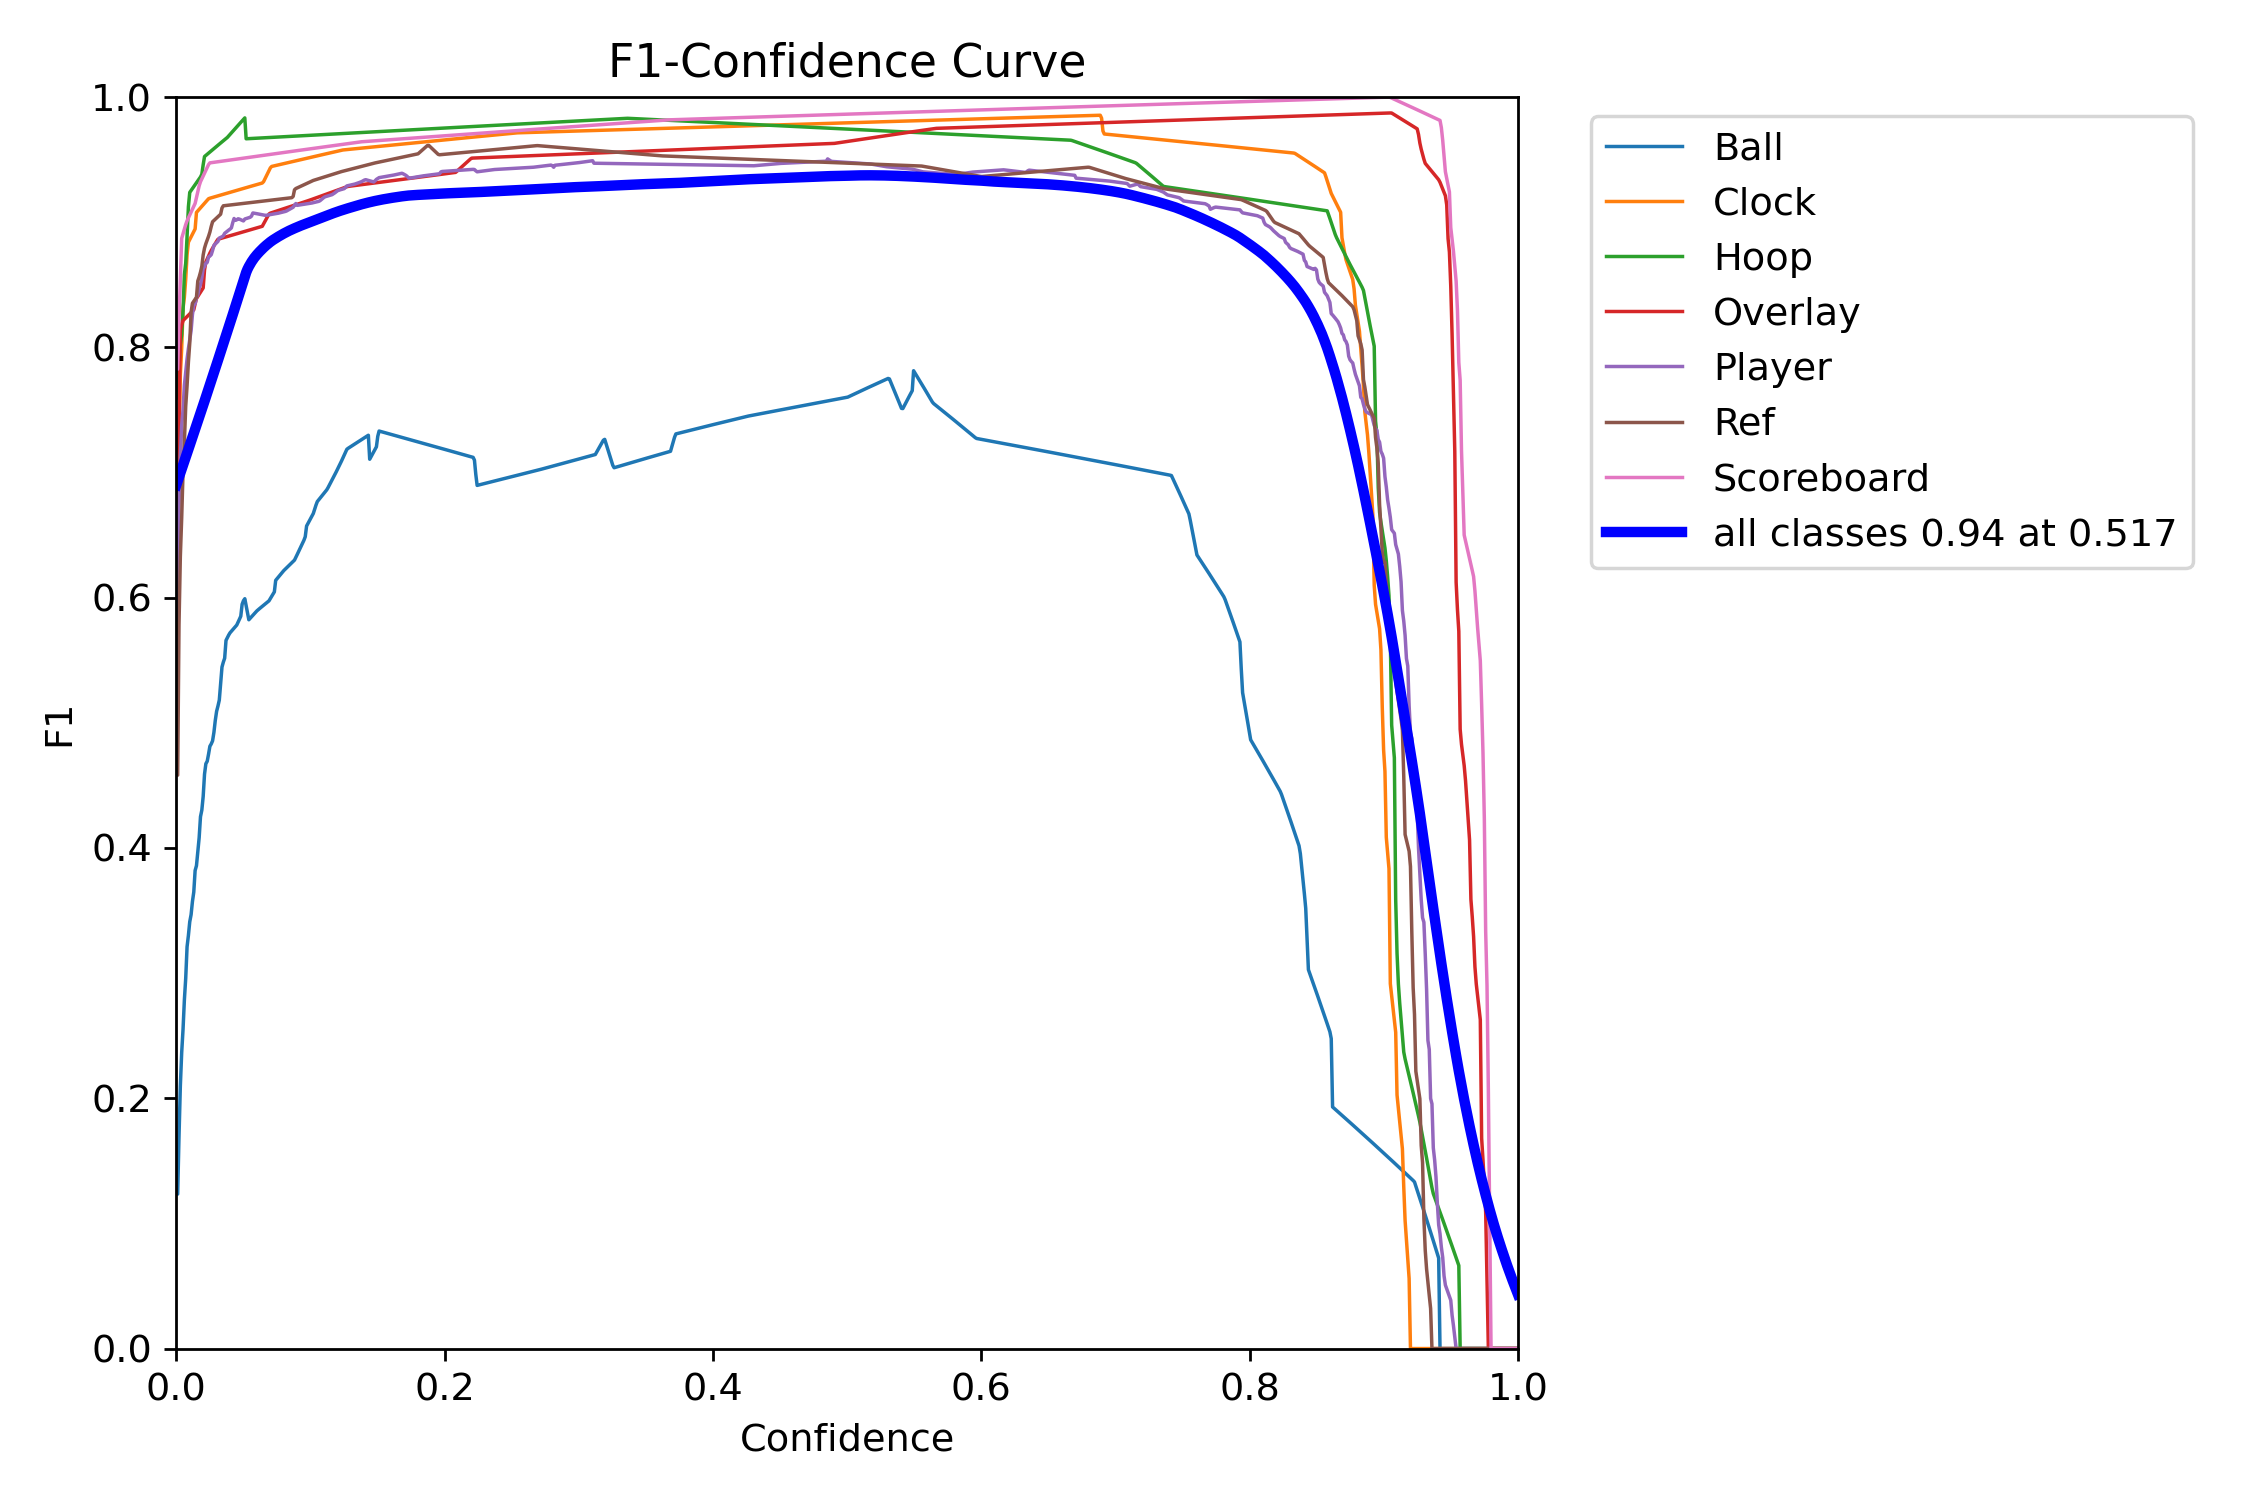 F1-Confidence Curve
1.0
0.8
0.6
0.4
0.2
0.0
F1
0.0 0.2 0.4 0.6 0.8 1.0
Confidence
Ball
Clock
Hoop
Overlay
Player
Ref
Scoreboard
all classes 0.94 at 0.517